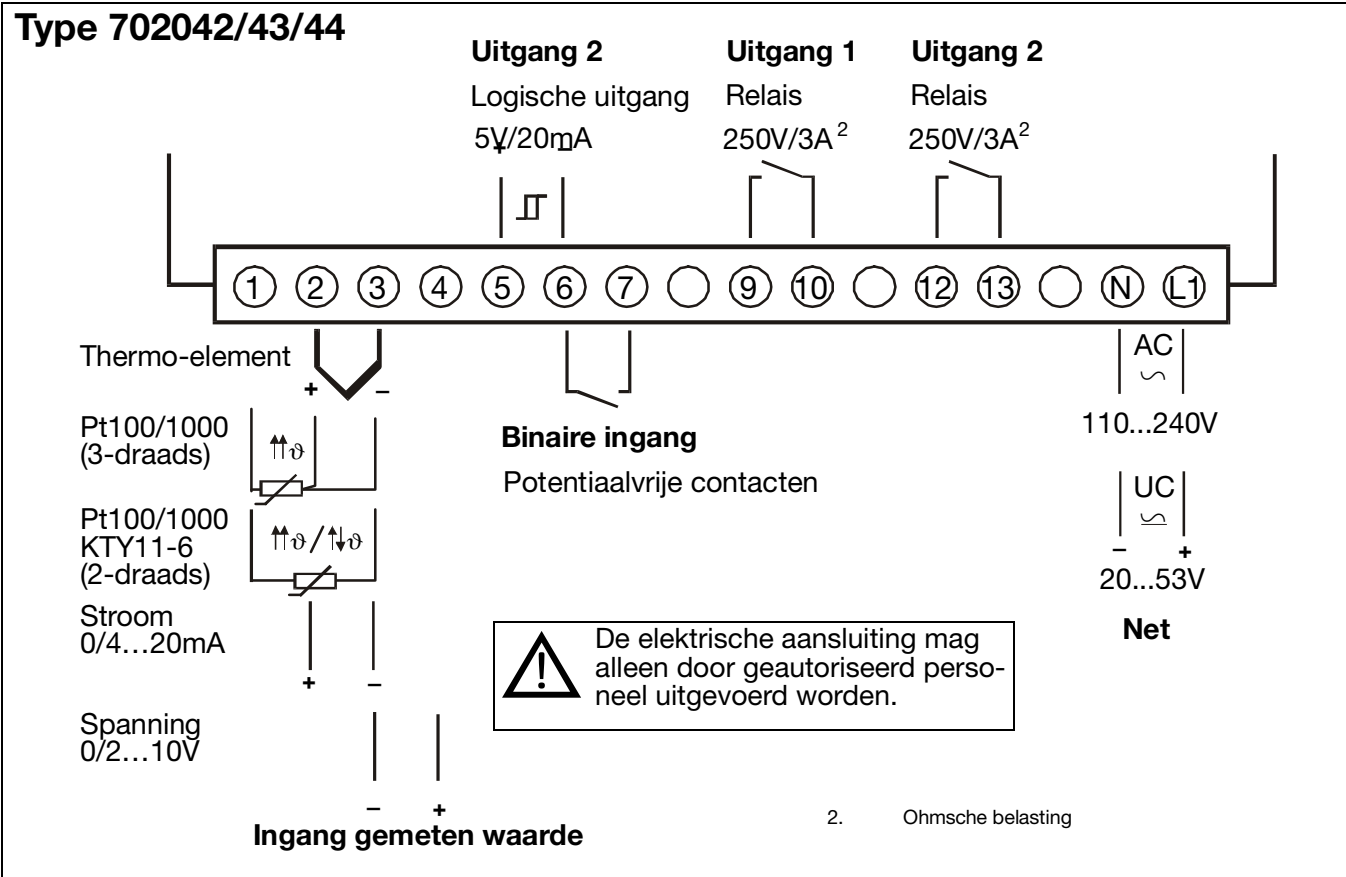 Type 702042/43/44
Uitgang 2
Logische uitgang
5V/20mA
+ –
Uitgang 1
Relais
250V/3A 2
Uitgang 2
Relais
250V/3A 2
1 2 3 4 5 6 7 9 10 12 13 N L1
Thermo-element
+ –
Pt100/1000
(3-draads)
ϑ
Pt100/1000
KTY11-6
(2-draads)
ϑ / ϑ
Stroom
0/4...20mA
+ –
Spanning
0/2...10V
– +
Ingang gemeten waarde
Binaire ingang
Potentiaalvrije contacten
AC
110...240V
UC
– +
20...53V
Net
De elektrische aansluiting mag
alleen door geautoriseerd perso-
neel uitgevoerd worden.
2. Ohmsche belasting